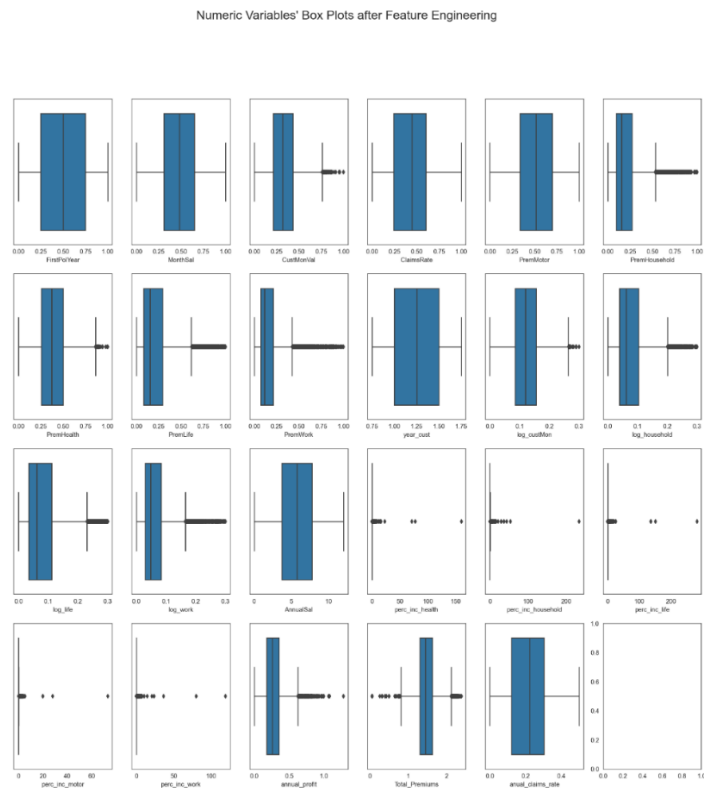 Numeric Variables' Box Plots after Feature Engineering
0.00 0.25 0.50 0.75 1.00 0.00 0.25 0.50 0.75 1.00 0.00 0.25 0.50 0.75 1.00 0.00 0.25 0.50 0.75 1.00 0.00 0.25 0.50 0.75 1.00 0.00 0.25 0.50 0.75 1.00
FirstPolYear MonthSal CustMonVal ClaimsRate PremMotor PremHousehold
0.00 0.25 0.50 0.75 1.00 0.00 0.25 0.50 0.75 1.00 0.00 0.25 0.50 0.75 1.00 0.75 1.00 1.25 1.50 1.75 0.0 0.1 0.2 0.3 0.0 0.1 0.2 0.3
PremHealth PremLife PremWork year_cust log_custMon log_household
0.0 0.1 0.2 0.3 0.0 0.1 0.2 0.3 0 5 10 0 50 100 150 0 100 200 0 100 200
log_life log_work AnnualSal perc_inc_health perc_inc_household perc_inc_life
1.0
0.8
0.6
0.4
0.2
0.0
0 20 40 60 0 50 100 0.0 0.5 1.0 0 1 2 0.0 0.2 0.4 0.0 0.2 0.4 0.6 0.8 1.0
perc_inc_motor perc_inc_work annual_profit Total_Premiums anual_claims_rate